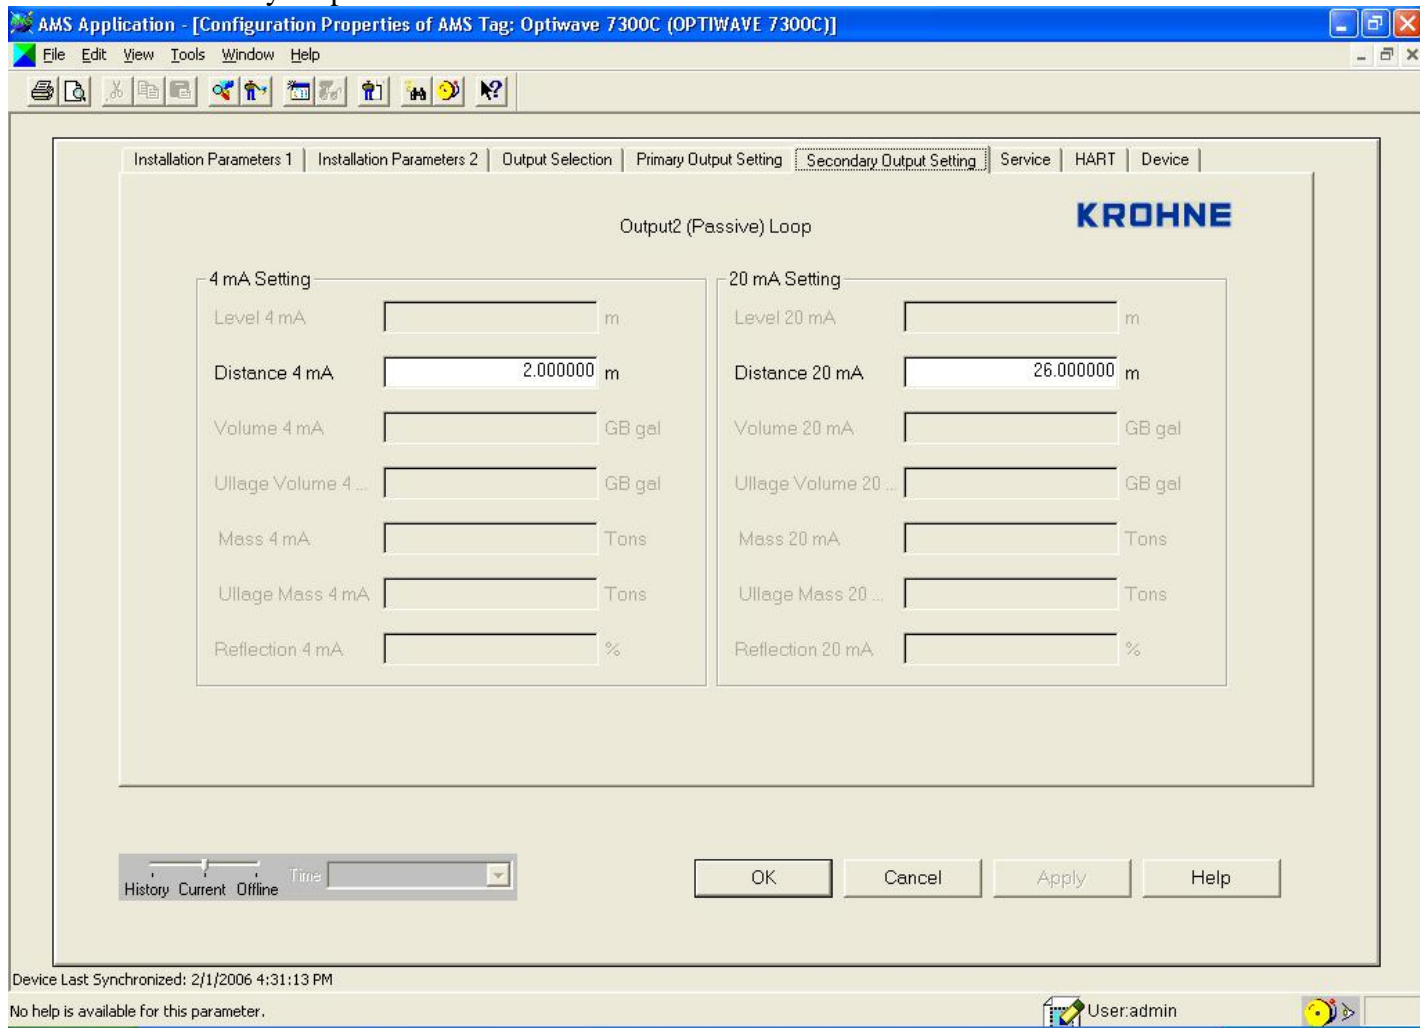 AMS Application - [Configuration Properties of AMS Tag: Optiwave 7300C (OPTIWAVE 7300C)]
File Edit View Tools Window Help
Installation Parameters 1 Installation Parameters 2 Output Selection Primary Output Setting Secondary Output Setting Service HART Device
KROHNE
Output2 (Passive) Loop
4 mA Setting 20 mA Setting
Level 4 mA m Level 20 mA m
Distance 4 mA 2.000000 m Distance 20 mA 26.000000 m
Volume 4 mA GB gal Volume 20 mA GB gal
Ullage Volume 4 ... GB gal Ullage Volume 20 ... GB gal
Mass 4 mA Tons Mass 20 mA Tons
Ullage Mass 4 mA Tons Ullage Mass 20 ... Tons
Reflection 4 mA % Reflection 20 mA %
Time
History Current Offline OK Cancel Apply Help
Device Last Synchronized: 2/1/2006 4:31:13 PM
No help is available for this parameter. User:admin